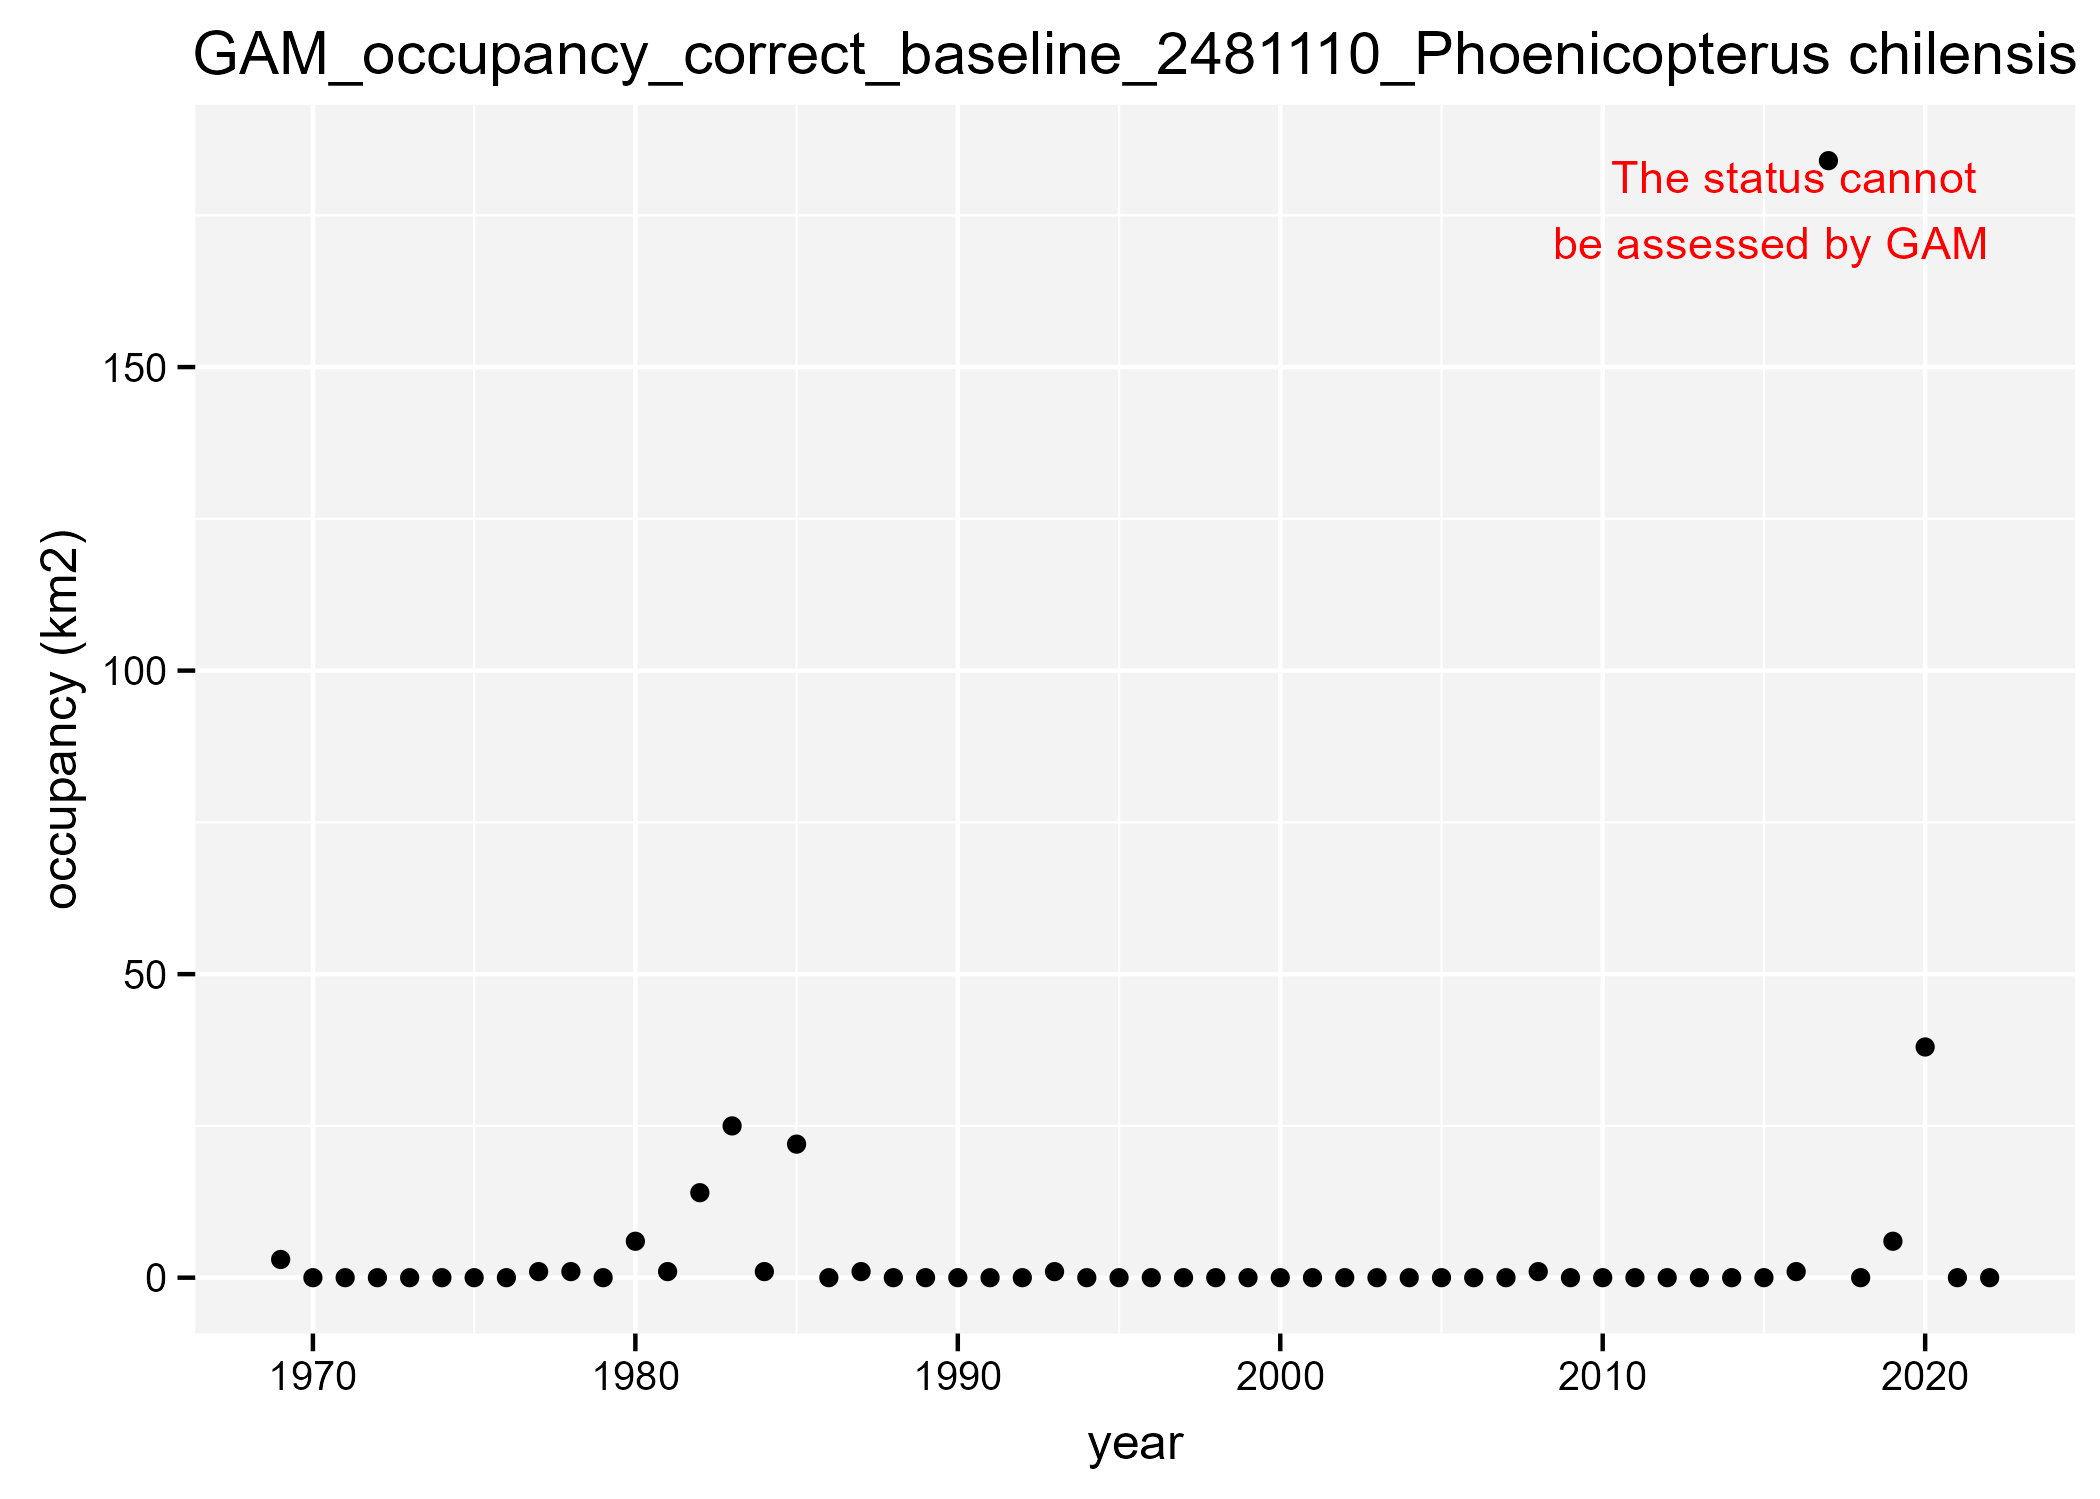 GAM_occupancy_correct_baseline_2481110_Phoenicopterus chilensis
The status cannot
be assessed by GAM
150
100
50
0
occupancy (km2)
1970 1980 1990 2000 2010 2020
year